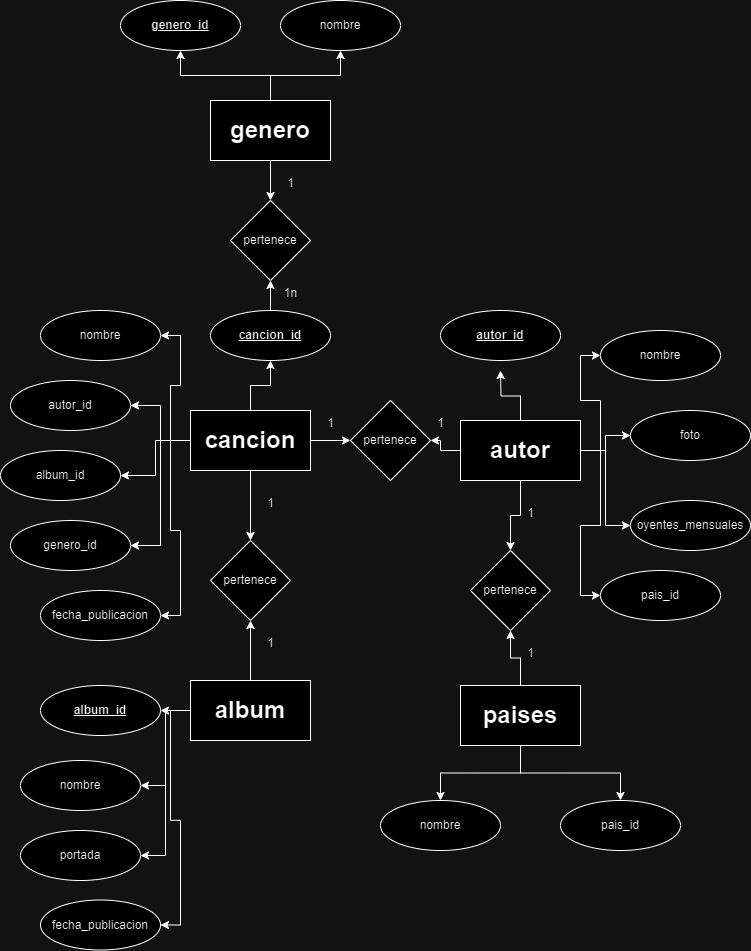 genero_id
nombre
genero
1
pertenece
1n
nombre
cancion_id
autor_id
nombre
autor_id
cancion
1
pertenece
1
autor
foto
album_id
1
1
oyentes_mensuales
genero_id
pertenece
pertenece
pais_id
fecha_publicacion
1
1
album_id
album
paises
nombre
nombre
pais_id
portada
fecha_publicacion